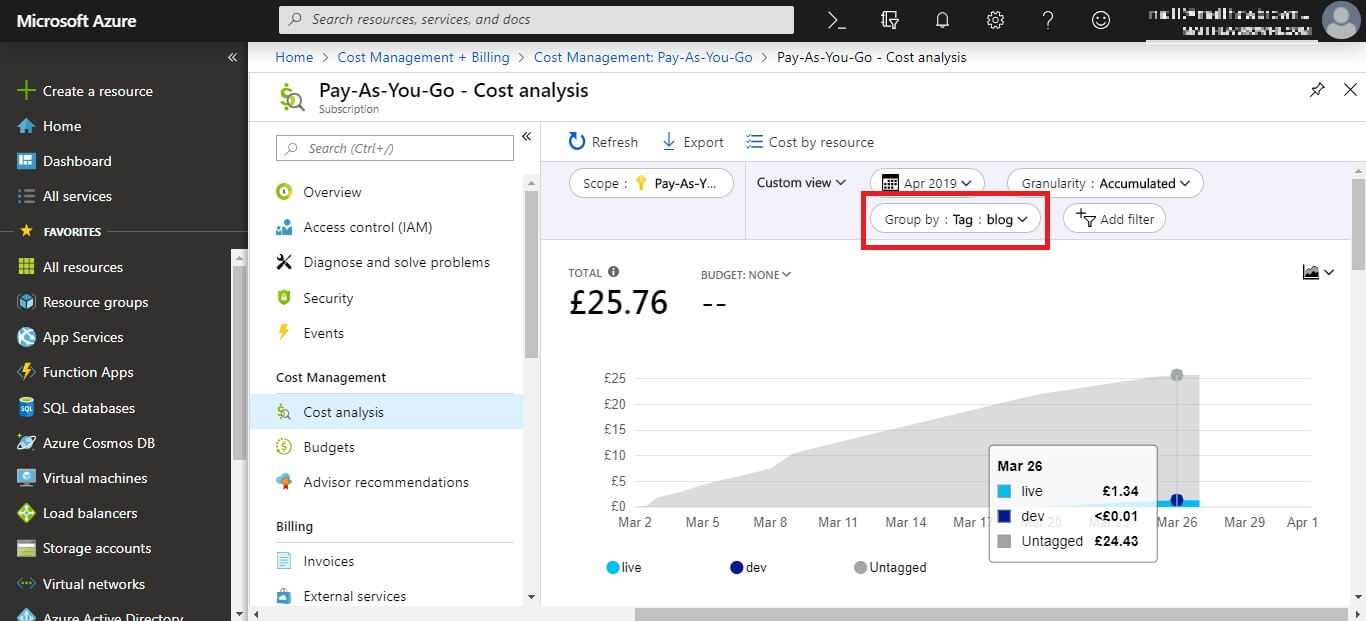 Microsoft Azure
Search resources, services, and docs
Home > Cost Management + Billing > Cost Management: Pay-As-You-Go > Pay-As-You-Go - Cost analysis
Pay-As-You-Go - Cost analysis
Subscription
Create a resource
Home
Dashboard
All services
FAVORITES
All resources
Resource groups
App Services
Function Apps
SQL databases
Azure Cosmos DB
Virtual machines
Load balancers
Storage accounts
Virtual networks
Azure Active Directory
Search (Ctrl+/)
Overview
Access control (IAM)
Diagnose and solve problems
Security
Events
Cost Management
Cost analysis
Budgets
Advisor recommendations
Billing
Invoices
External services
Refresh
Export
Cost by resource
Scope : Pay-As-Y...
Custom view
Apr 2019
Granularity : Accumulated
Group by : Tag : blog
Add filter
TOTAL
£25.76
BUDGET: NONE
--
£25
£20
£15
£10
£5
£0
Mar 2 Mar 5 Mar 8 Mar 11 Mar 14 Mar 17 Mar 20 Mar 23 Mar 26 Mar 29 Apr 1
Mar 26
live £1.34
dev <£0.01
Untagged £24.43
live dev Untagged